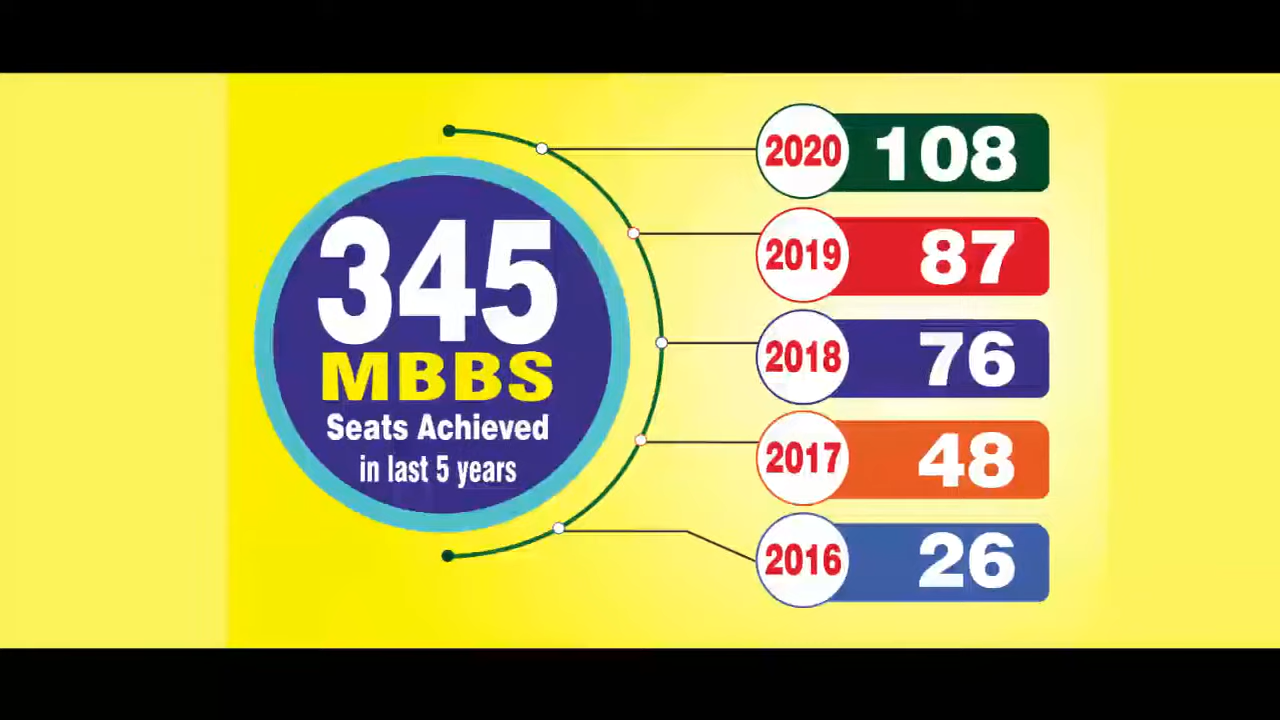 345
MBBS
Seats Achieved
in last 5 years
2020 108
2019 87
2018 76
2017 48
2016 26